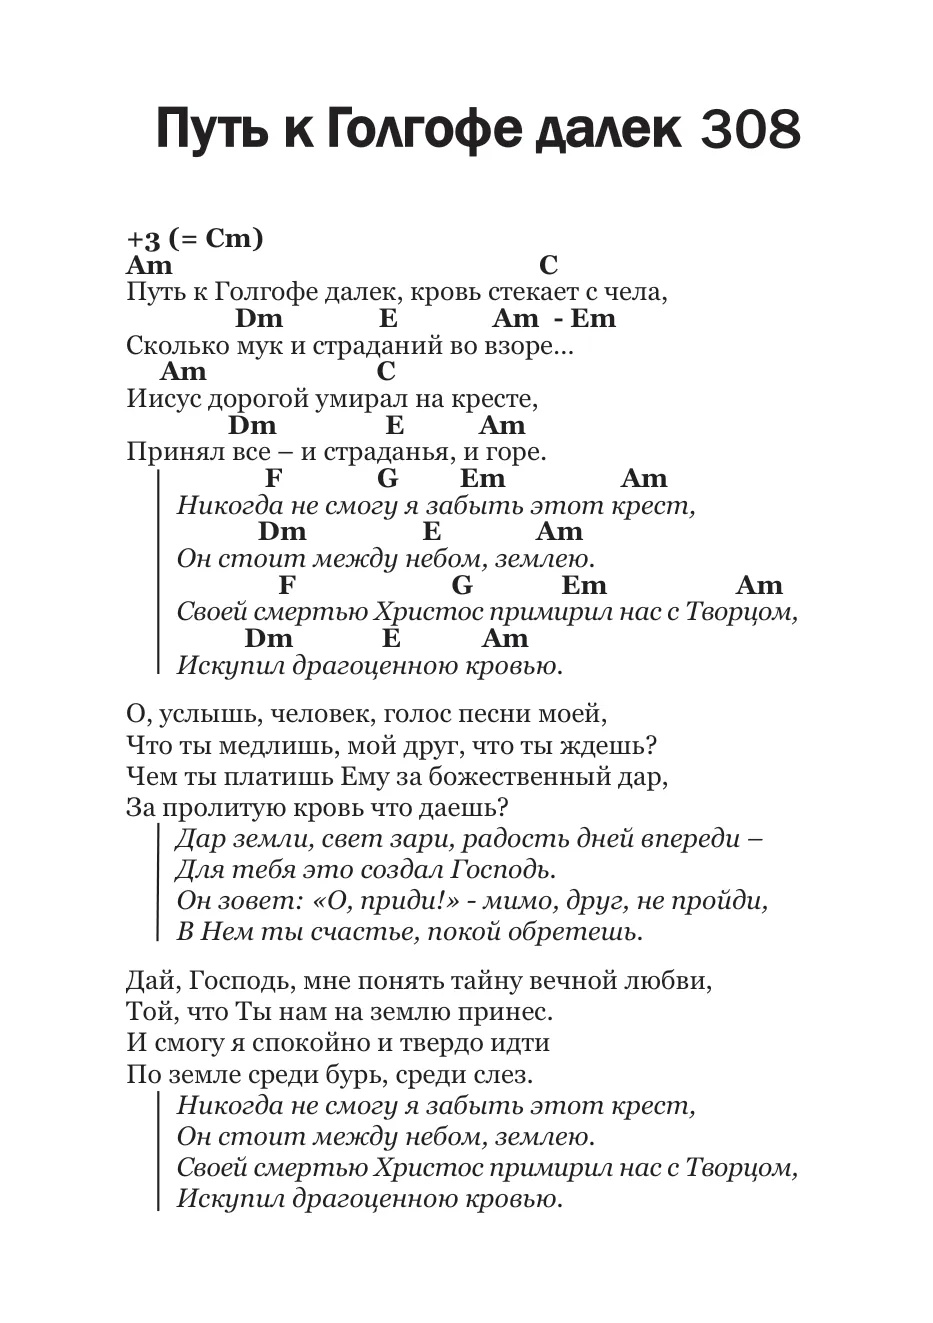 Путь к Голгофе далек 308
+3 (= Cm)
Am C
Путь к Голгофе далек, кровь стекает с чела,
Dm E Am - Em
Сколько мук и страданий во взоре...
Am C
Иисус дорогой умирал на кресте,
Dm E Am
Принял все – и страданья, и горе.
F G Em Am
Никогда не смогу я забыть этот крест,
Dm E Am
Он стоит между небом, землею.
F G Em Am
Своей смертью Христос примирил нас с Творцом,
Dm E Am
Искупил драгоценною кровью.
О, услышь, человек, голос песни моей,
Что ты медлишь, мой друг, что ты ждешь?
Чем ты платишь Ему за божественный дар,
За пролитую кровь что даешь?
Дар земли, свет зари, радость дней впереди –
Для тебя это создал Господь.
Он зовет: «О, приди!» - мимо, друг, не пройди,
В Нем ты счастье, покой обретешь.
Дай, Господь, мне понять тайну вечной любви,
Той, что Ты нам на землю принес.
И смогу я спокойно и твердо идти
По земле среди бурь, среди слез.
Никогда не смогу я забыть этот крест,
Он стоит между небом, землею.
Своей смертью Христос примирил нас с Творцом,
Искупил драгоценною кровью.